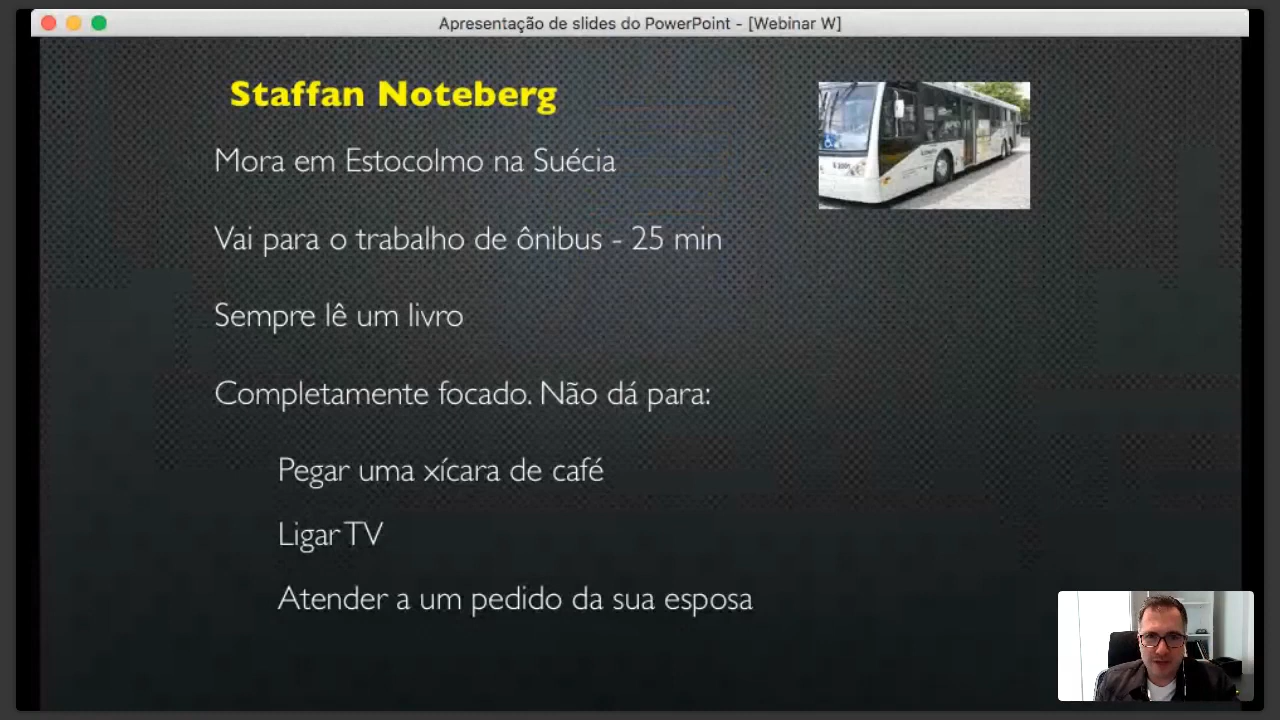 Apresentação de slides do PowerPoint - [Webinar W]
Staffan Noteberg
Mora em Estocolmo na Suécia
Vai para o trabalho de ônibus - 25 min
Sempre lê um livro
Completamente focado. Não dá para:
Pegar uma xícara de café
Ligar TV
Atender a um pedido da sua esposa